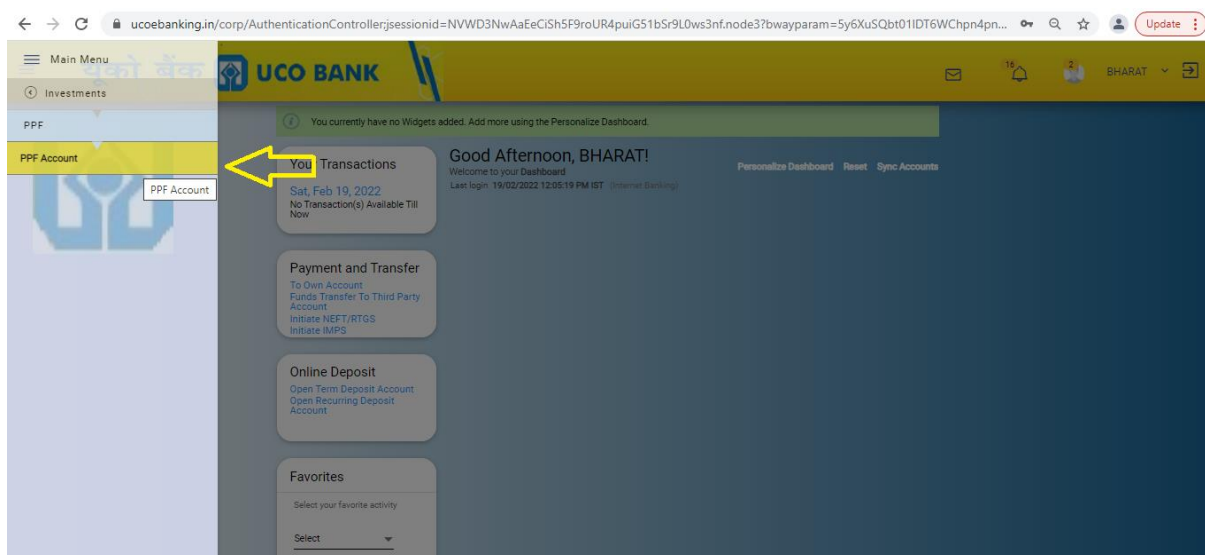 ucoebanking.in/corp/AuthenticationController;jsessionid=NVWD3NwAaEeCiSh5F9roUR4puiG51bSr9L0ws3nf.node3?bwayparam=5y6XuSQbt01IDT6WChpn4pn...
Update
Main Menu
यूको बैंक
UCO BANK
16
2
BHARAT
Investments
PPF
PPF Account
PPF Account
You currently have no Widgets added. Add more using the Personalize Dashboard.
Your Transactions
Sat, Feb 19, 2022
No Transaction(s) Available Till
Now
Good Afternoon, BHARAT!
Welcome to your Dashboard
Last login 19/02/2022 12:05:19 PM IST (Internet Banking)
Personalize Dashboard Reset Sync Accounts
Payment and Transfer
To Own Account
Funds Transfer To Third Party
Account
Initiate NEFT/RTGS
Initiate IMPS
Online Deposit
Open Term Deposit Account
Open Recurring Deposit
Account
Favorites
Select your favorite activity
Select